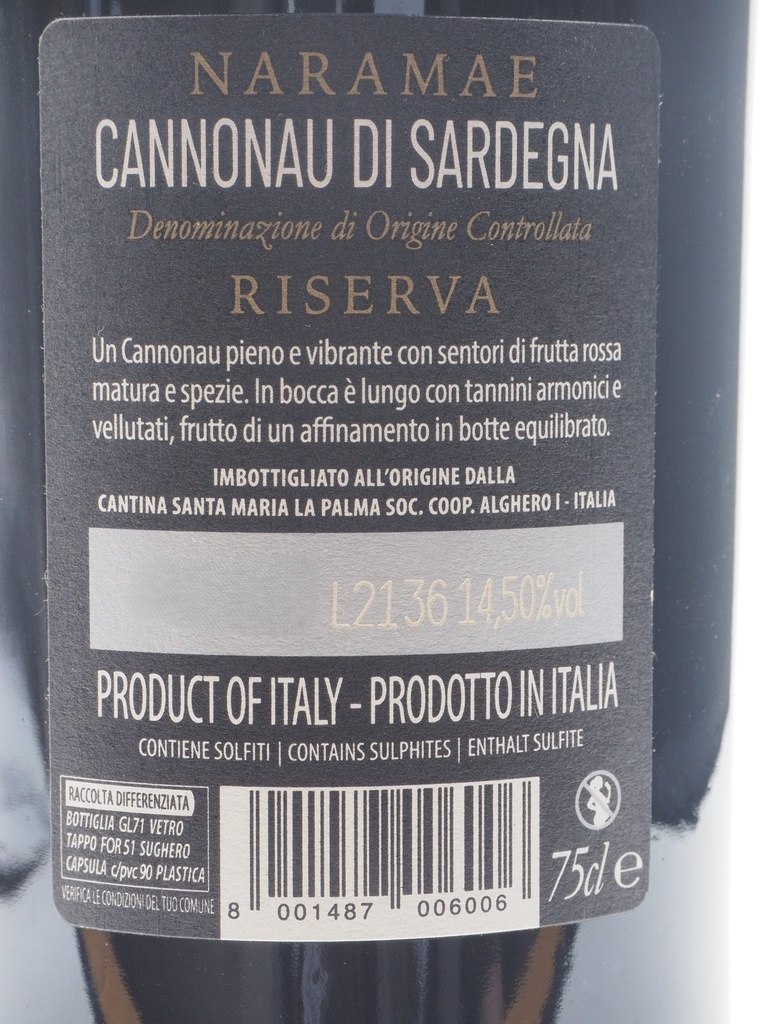 NARAMAE
CANNONAU DI SARDEGNA
Denominazione di Origine Controllata
RISERVA
Un Cannonau pieno e vibrante con sentori di frutta rossa
matura e spezie. In bocca è lungo con tannini armonici e
vellutati, frutto di un affinamento in botte equilibrato.
IMBOTTIGLIATO ALL'ORIGINE DALLA
CANTINA SANTA MARIA LA PALMA SOC. COOP. ALGHERO I - ITALIA
L2136 14,50%vol
PRODUCT OF ITALY - PRODOTTO IN ITALIA
CONTIENE SOLFITI | CONTAINS SULPHITES | ENTHALT SULFITE
RACCOLTA DIFFERENZIATA
BOTTIGLIA GL71 VETRO
TAPPO FOR 51 SUGHERO
CAPSULA c/pvc 90 PLASTICA
VERIFICA LE CONDIZIONI DEL TUO COMUNE
8 001487 006006
75cl e